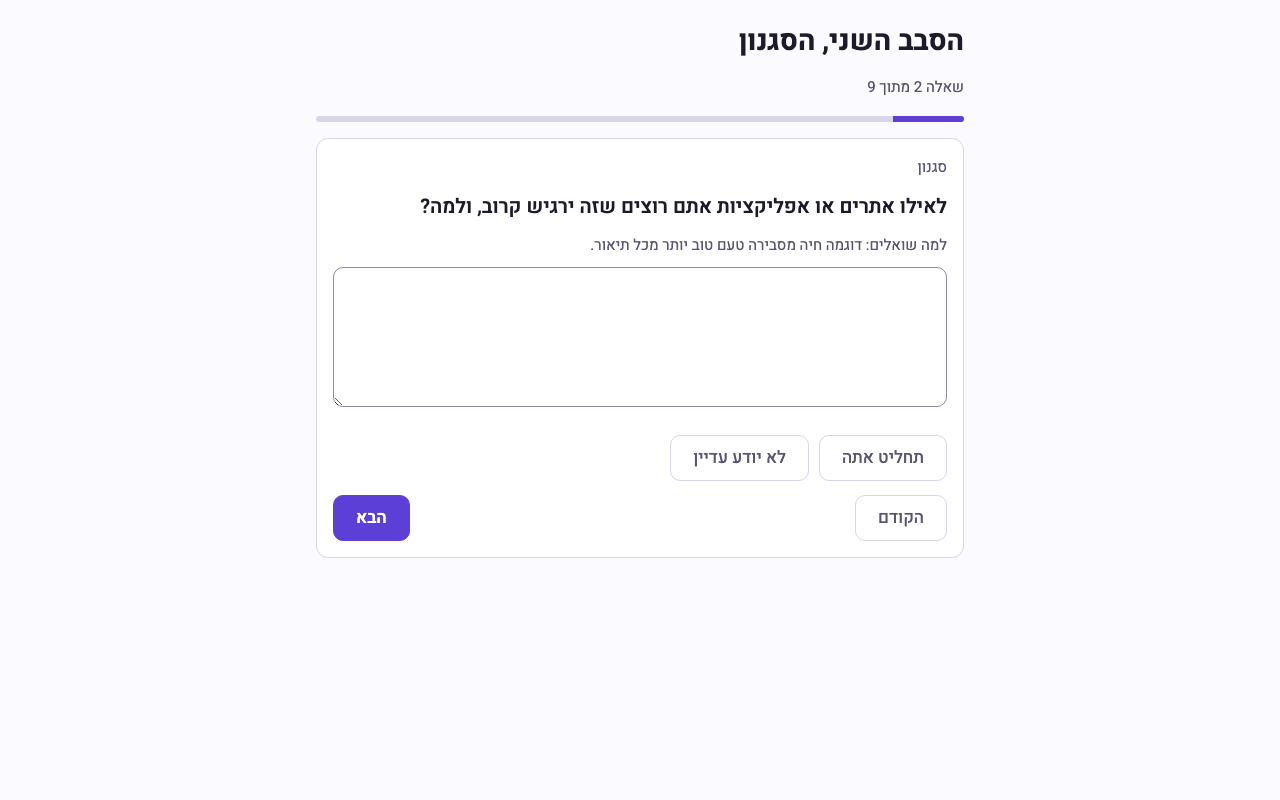 הסבב השני, הסגנון
שאלה 2 מתוך 9
סגנון
לאילו אתרים או אפליקציות אתם רוצים שזה ירגיש קרוב, ולמה?
למה שואלים: דוגמה חיה מסבירה טעם טוב יותר מכל תיאור.
תחליט אתה
לא יודע עדיין
הקודם
הבא